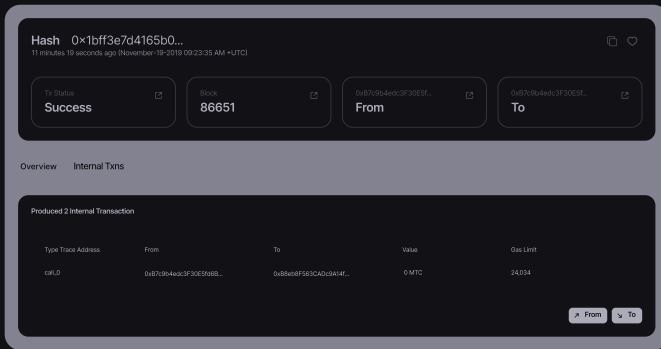 Hash 0x1bff3e7d4165b0...
11 minutes 19 seconds ago (November-19-2019 09:23:35 AM +UTC)
Tx Status
Success
Block
86651
0xB7c9b4edc3F30E5f...
From
0xB7c9b4edc3F30E5f...
To
Overview Internal Txns
Produced 2 Internal Transaction
Type Trace Address From To Value Gas Limit
call_0 0xB7c9b4edc3F30E5fd6B... 0xB8eb8F563CADc9A14f... 0 MTC 24,034
From To